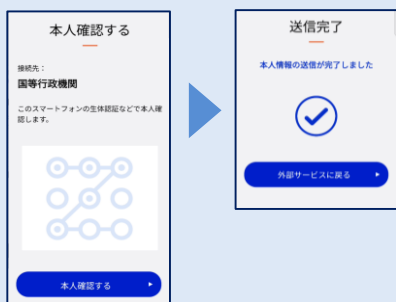 本人確認する
接続先：
国等行政機関
このスマートフォンの生体認証などで本人確
認します。
本人確認する
送信完了
本人情報の送信が完了しました
外部サービスに戻る